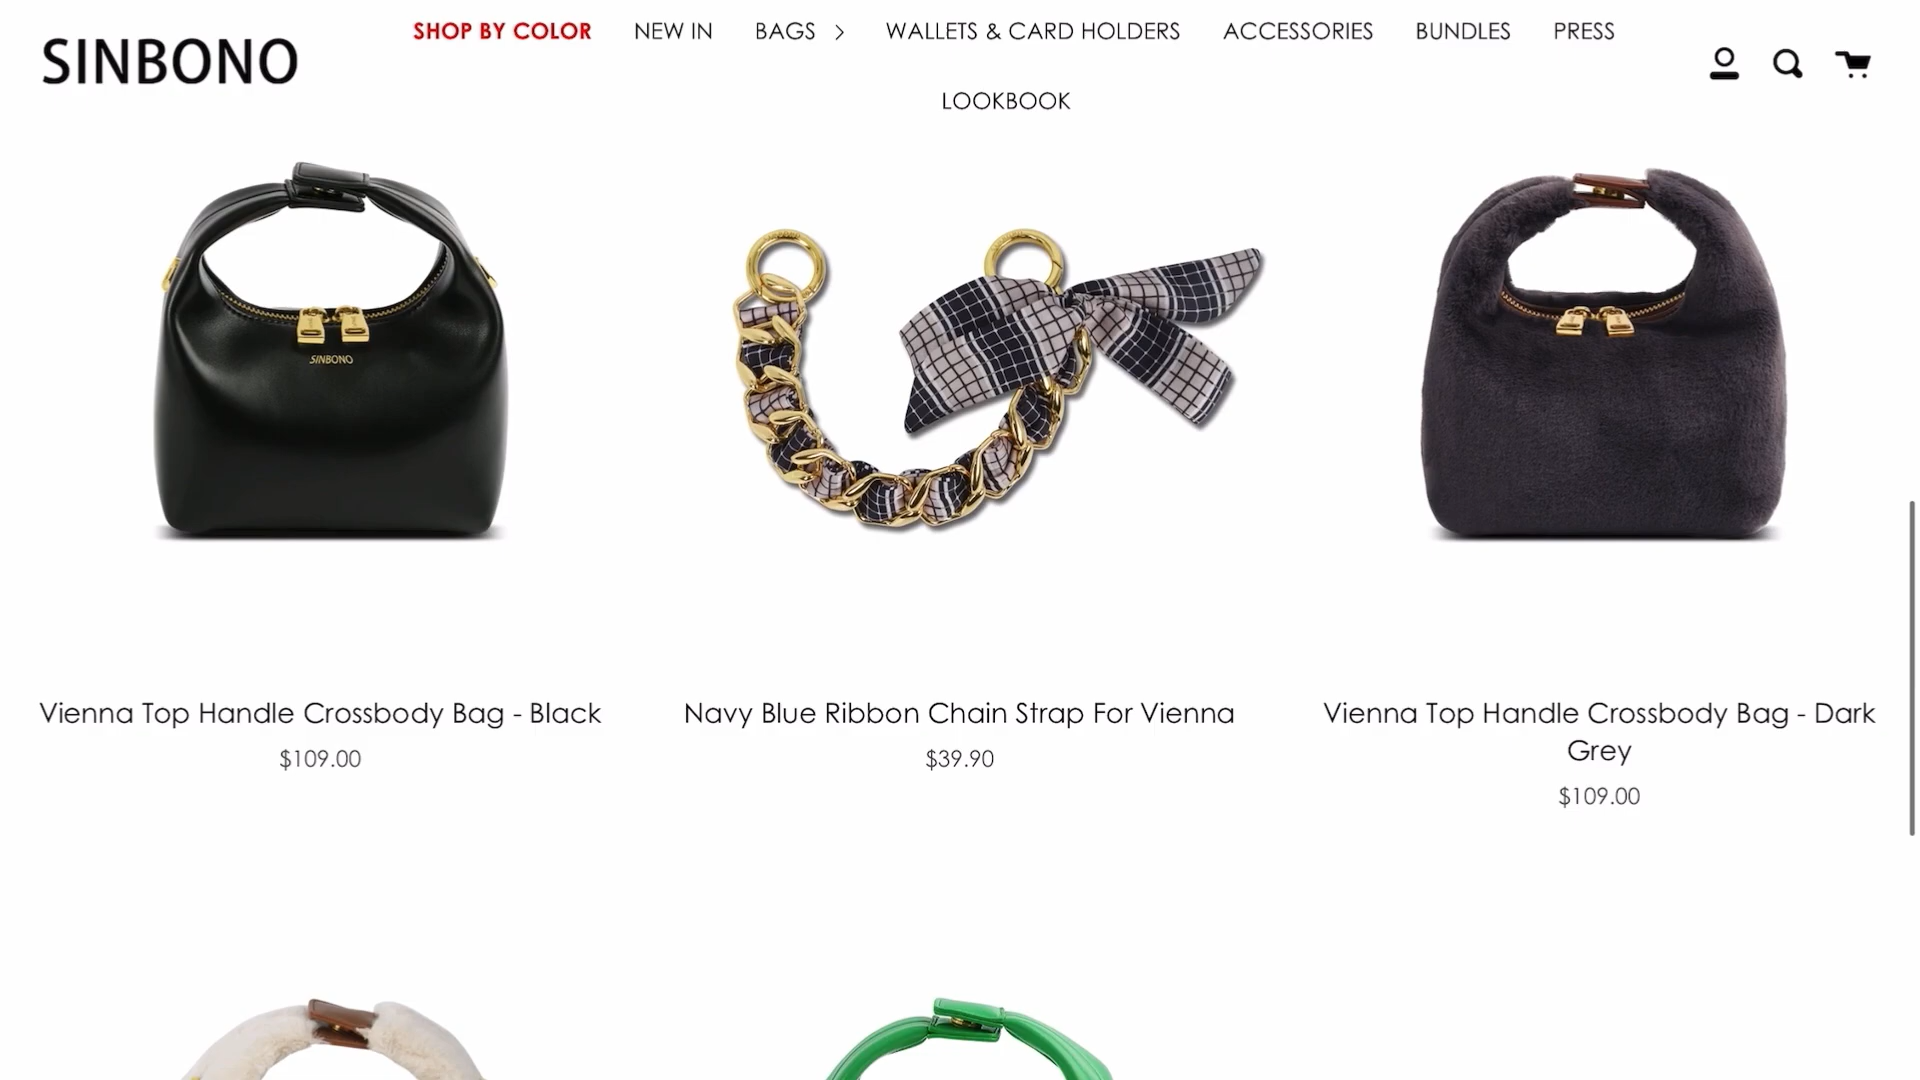 SINBONO
SHOP BY COLOR
NEW IN
BAGS
WALLETS & CARD HOLDERS
ACCESSORIES
BUNDLES
PRESS
LOOKBOOK
SINBONO
Vienna Top Handle Crossbody Bag - Black
$109.00
Navy Blue Ribbon Chain Strap For Vienna
$39.90
Vienna Top Handle Crossbody Bag - Dark
Grey
$109.00